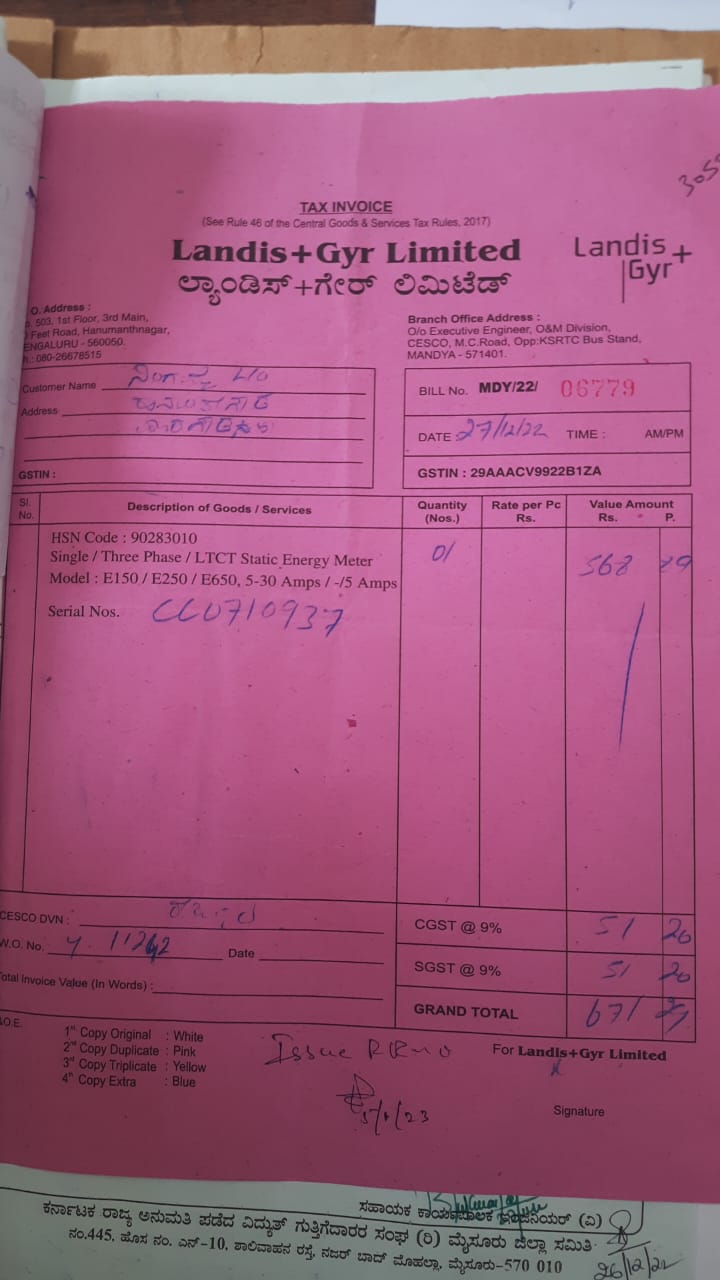 305
TAX INVOICE
(See Rule 46 of the Central Goods & Services Tax Rules, 2017)
Landis+Gyr Limited
ಲ್ಯಾಂಡಿಸ್+ಗೇರ್ ಲಿಮಿಟೆಡ್
Landis+
Gyr
O. Address :
503, 1st Floor, 3rd Main,
Feet Road, Hanumanthnagar,
ENGALURU - 560050.
080-26678515
Branch Office Address :
O/o Executive Engineer, O&M Division,
CESCO, M.C.Road, Opp:KSRTC Bus Stand,
MANDYA - 571401.
Customer Name
Address
GSTIN :
BILL No. MDY/22/ 06779
DATE : 27/12/22 TIME : AM/PM
GSTIN : 29AAACV9922B1ZA
Sl. No. Description of Goods / Services Quantity (Nos.) Rate per Pc Rs. Value Amount Rs. P.
HSN Code : 90283010
Single / Three Phase / LTCT Static Energy Meter 01 568 29
Model : E150 / E250 / E650, 5-30 Amps / -/5 Amps
Serial Nos. CC0710937
CESCO DVN :
W.O. No. Date
Total Invoice Value (In Words) :
CGST @ 9% 51 20
SGST @ 9% 51 20
GRAND TOTAL 671
.O.E.
1st Copy Original : White
2nd Copy Duplicate : Pink
3rd Copy Triplicate : Yellow
4th Copy Extra : Blue
Issue RRno
For Landis+Gyr Limited
5/1/23
Signature
ಸಹಾಯಕ ಕಾರ್ಯಪಾಲಕ ಇಂಜಿನಿಯರ್ (ವಿ)
ಕರ್ನಾಟಕ ರಾಜ್ಯ ಅನುಮತಿ ಪಡೆದ ವಿದ್ಯುತ್ ಗುತ್ತಿಗೆದಾರರ ಸಂಘ (ರಿ) ಮೈಸೂರು ಜಿಲ್ಲಾ ಸಮಿತಿ
ನಂ.445, ಹೊಸ ನಂ. ಎನ್-10, ಶಾಲಿವಾಹನ ರಸ್ತೆ, ನಜರ್ ಬಾದ್ ಮೊಹಲ್ಲಾ, ಮೈಸೂರು-570 010
26/12/22